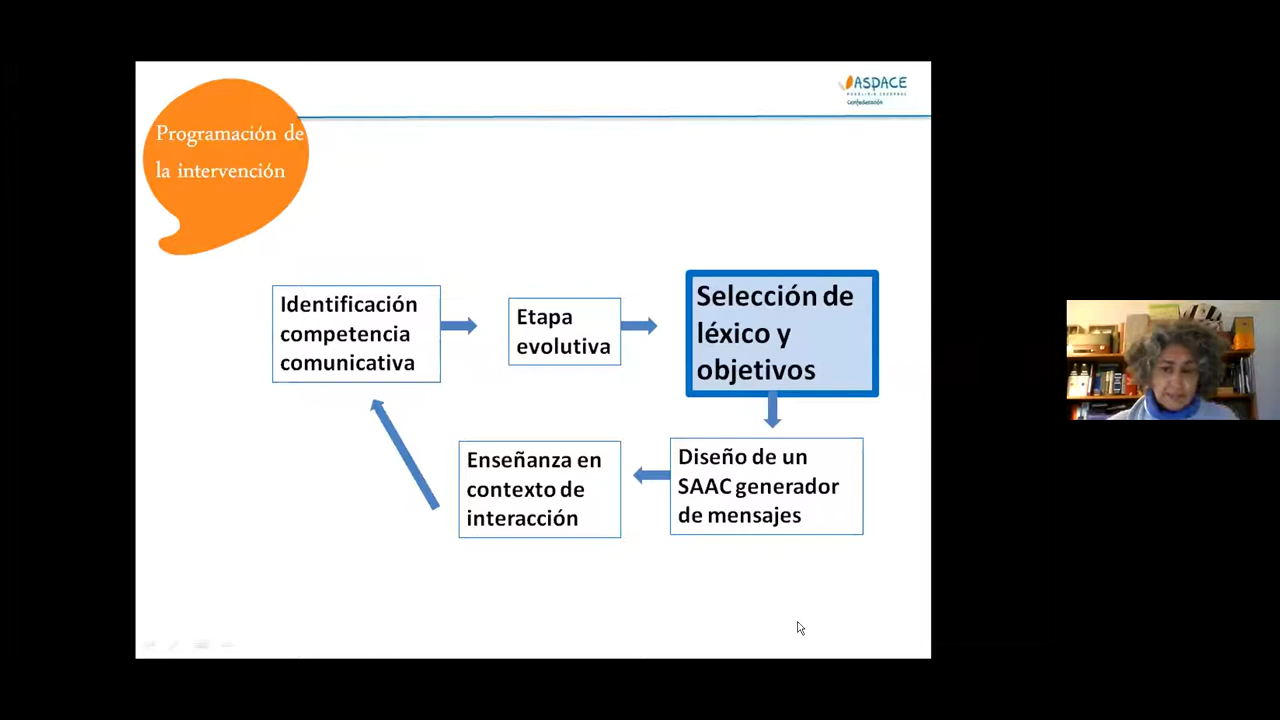 Programación de
la intervención
ASPACE
Confederación
Identificación
competencia
comunicativa
Etapa
evolutiva
Selección de
léxico y
objetivos
Enseñanza en
contexto de
interacción
Diseño de un
SAAC generador
de mensajes